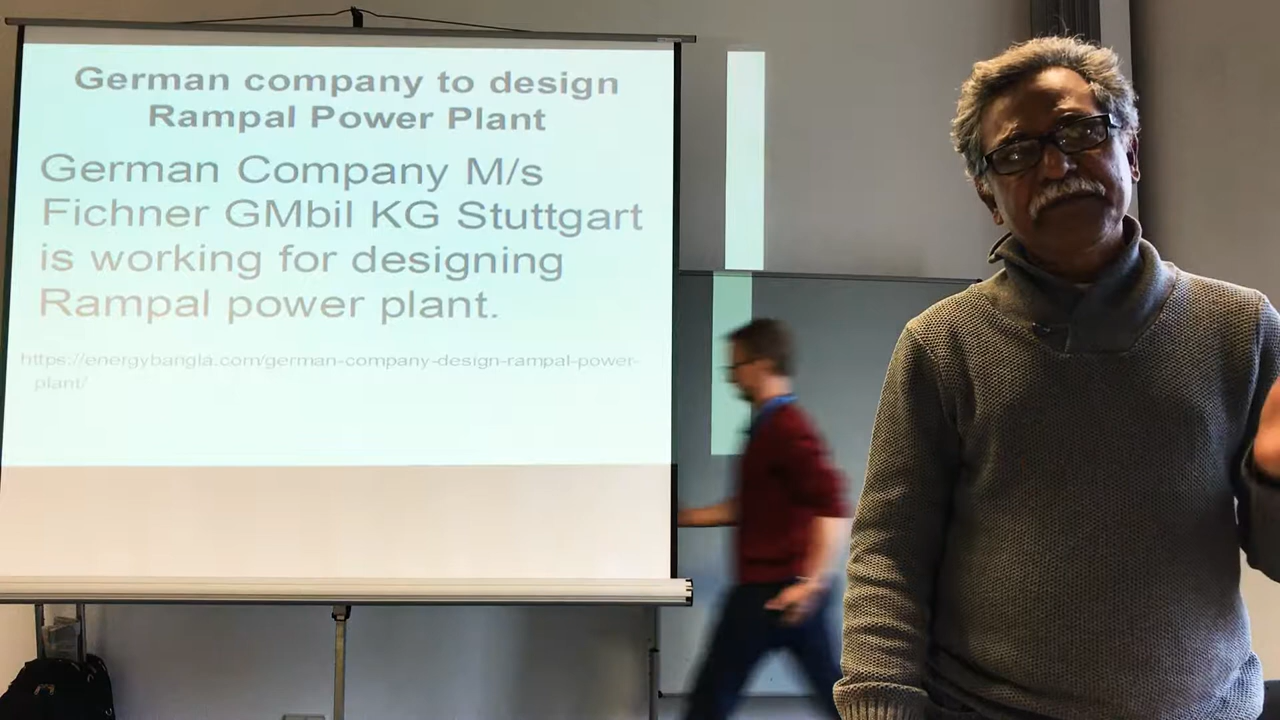 German company to design
Rampal Power Plant
German Company M/s
Fichner GMbil KG Stuttgart
is working for designing
Rampal power plant.
https://energybangla.com/german-company-design-rampal-power-
plant/